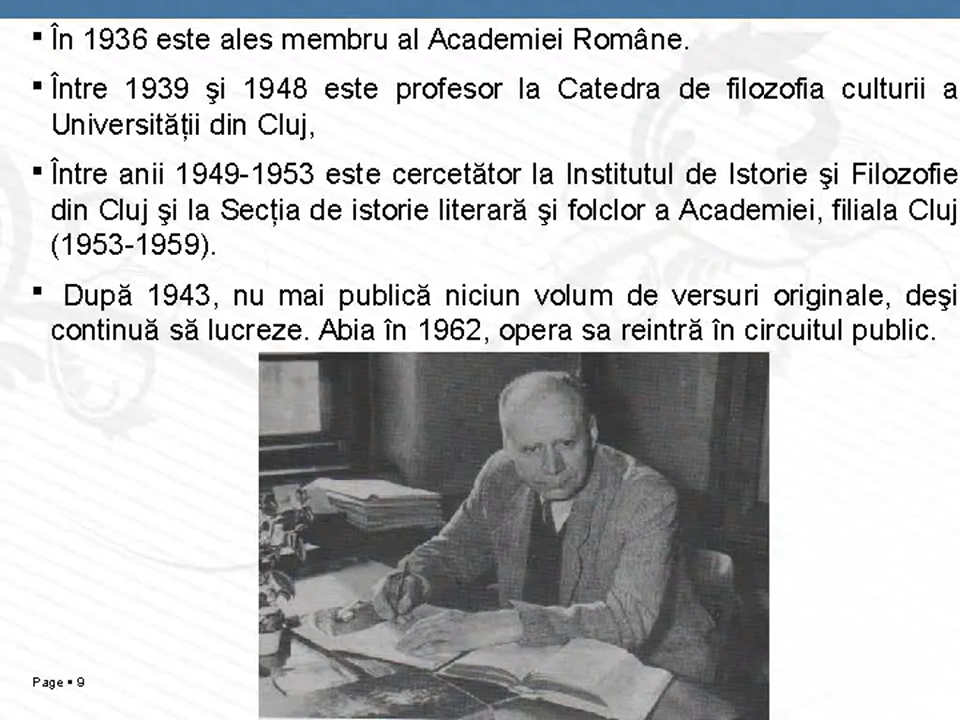 ▪ În 1936 este ales membru al Academiei Române.
▪ Între 1939 şi 1948 este profesor la Catedra de filozofia culturii a
Universităţii din Cluj,
▪ Între anii 1949-1953 este cercetător la Institutul de Istorie şi Filozofie
din Cluj şi la Secţia de istorie literară şi folclor a Academiei, filiala Cluj
(1953-1959).
▪ După 1943, nu mai publică niciun volum de versuri originale, deşi
continuă să lucreze. Abia în 1962, opera sa reintră în circuitul public.
Page ▪ 9